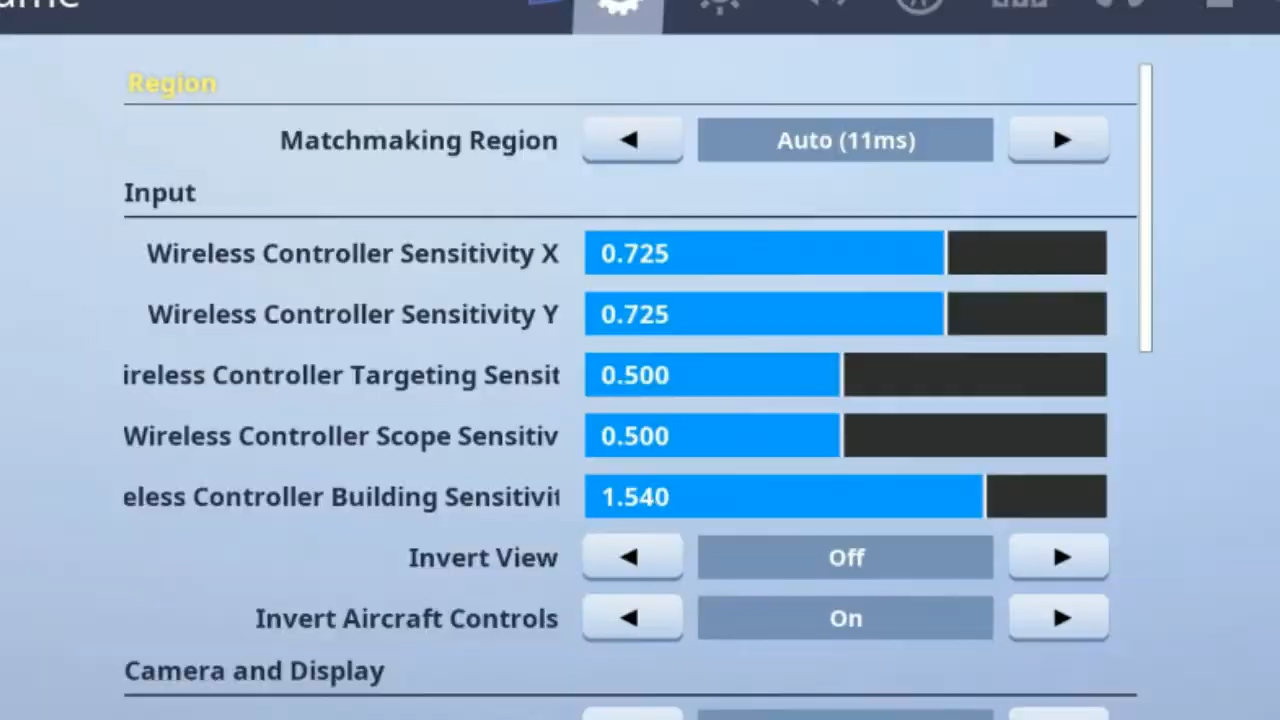 Region
Matchmaking Region
Auto (11ms)
Input
Wireless Controller Sensitivity X
0.725
Wireless Controller Sensitivity Y
0.725
ireless Controller Targeting Sensit
0.500
Wireless Controller Scope Sensitiv
0.500
eless Controller Building Sensitivit
1.540
Invert View
Off
Invert Aircraft Controls
On
Camera and Display